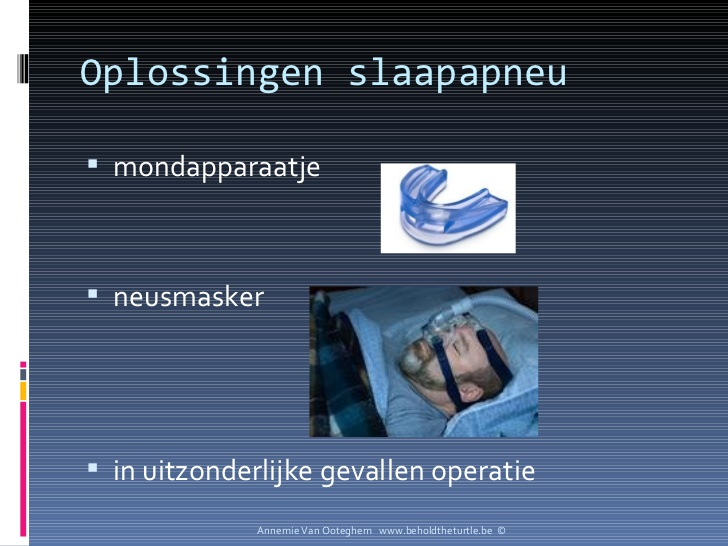 Oplossingen slaapapneu
mondapparaatje
neusmasker
in uitzonderlijke gevallen operatie
Annemie Van Ooteghem www.beholdtheturtle.be ©